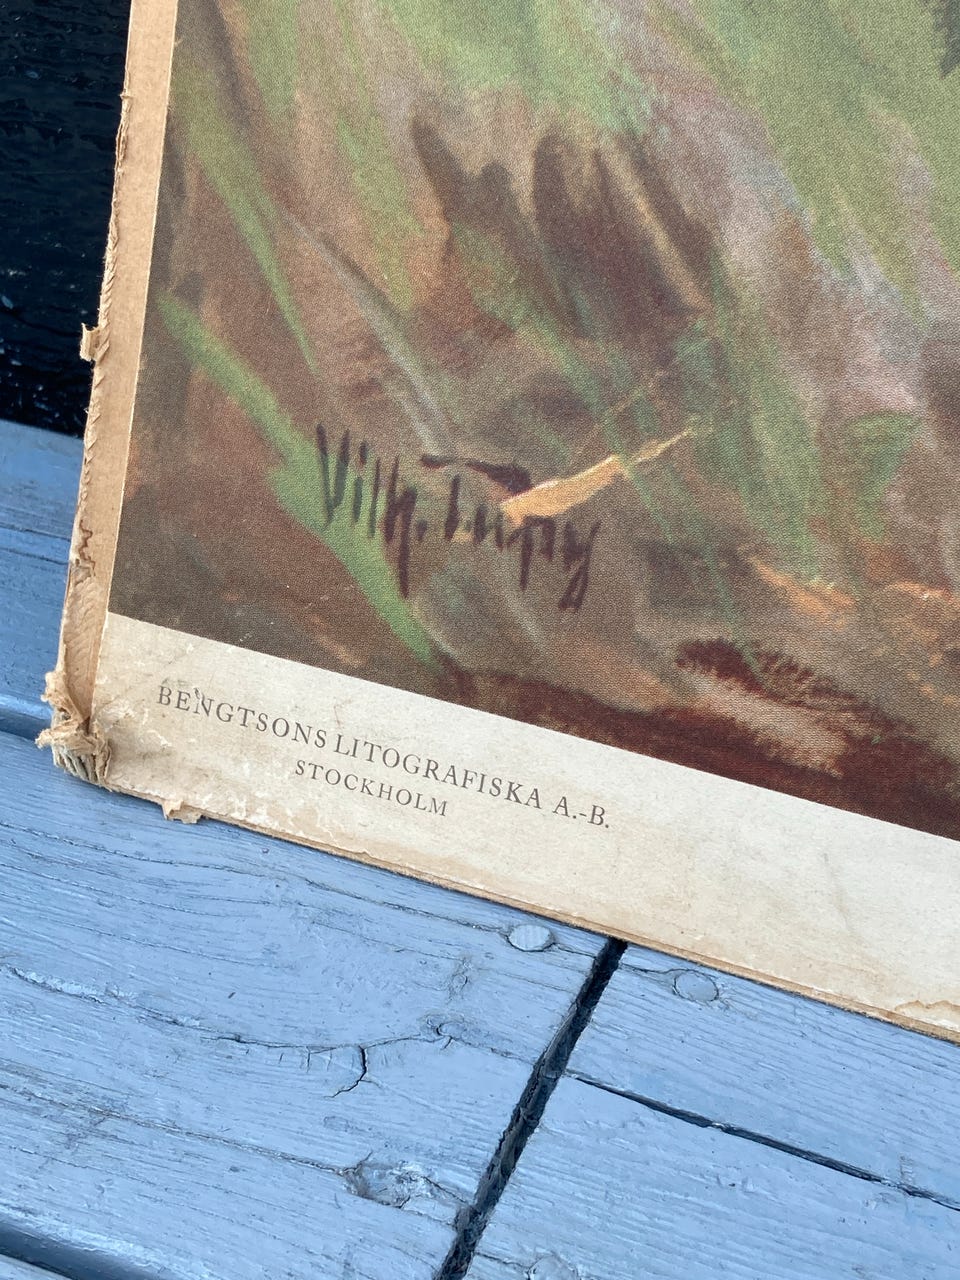 Vilh.
BENGTSONS LITOGRAFISKA A.-B.
STOCKHOLM